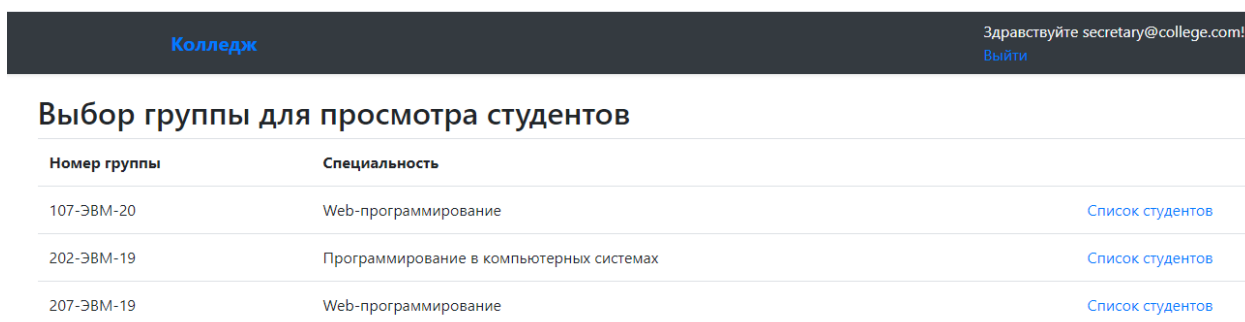 Колледж
Здравствуйте secretary@college.com!
Выйти
Выбор группы для просмотра студентов
Номер группы Специальность
107-ЭВМ-20 Web-программирование Список студентов
202-ЭВМ-19 Программирование в компьютерных системах Список студентов
207-ЭВМ-19 Web-программирование Список студентов